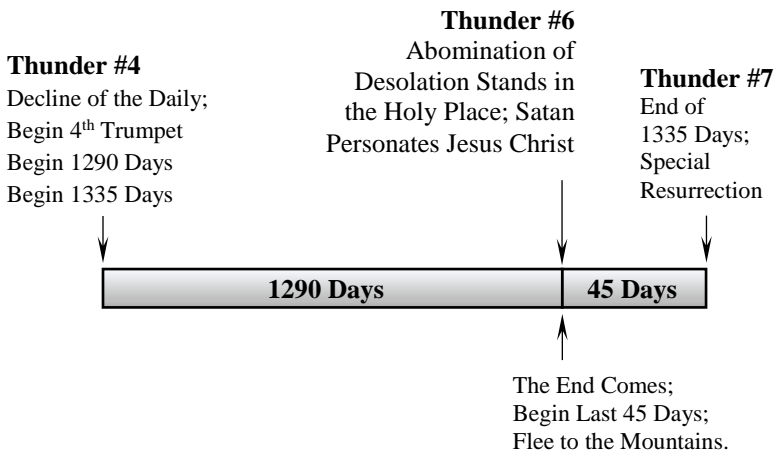 Thunder #4
Decline of the Daily;
Begin 4th Trumpet
Begin 1290 Days
Begin 1335 Days
Thunder #6
Abomination of
Desolation Stands in
the Holy Place; Satan
Personates Jesus Christ
Thunder #7
End of
1335 Days;
Special
Resurrection
1290 Days
45 Days
The End Comes;
Begin Last 45 Days;
Flee to the Mountains.